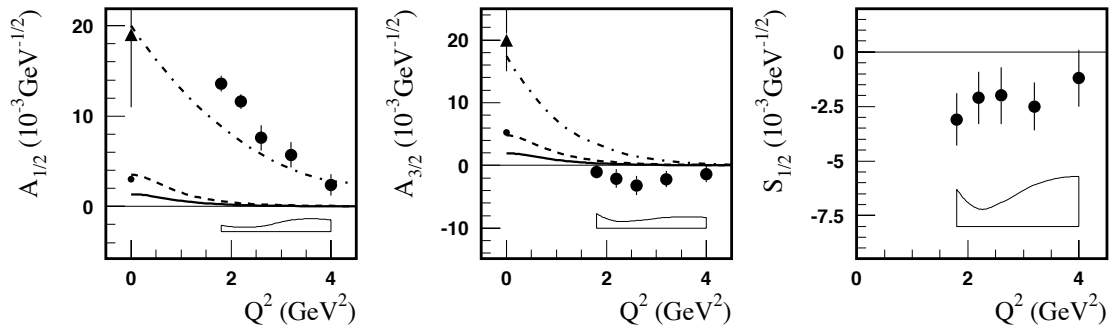 A1/2 (10-3GeV-1/2)
20
10
0
0 2 4
Q2 (GeV2)
A3/2 (10-3GeV-1/2)
20
10
0
-10
0 2 4
Q2 (GeV2)
S1/2 (10-3GeV-1/2)
0
-2.5
-5
-7.5
0 2 4
Q2 (GeV2)